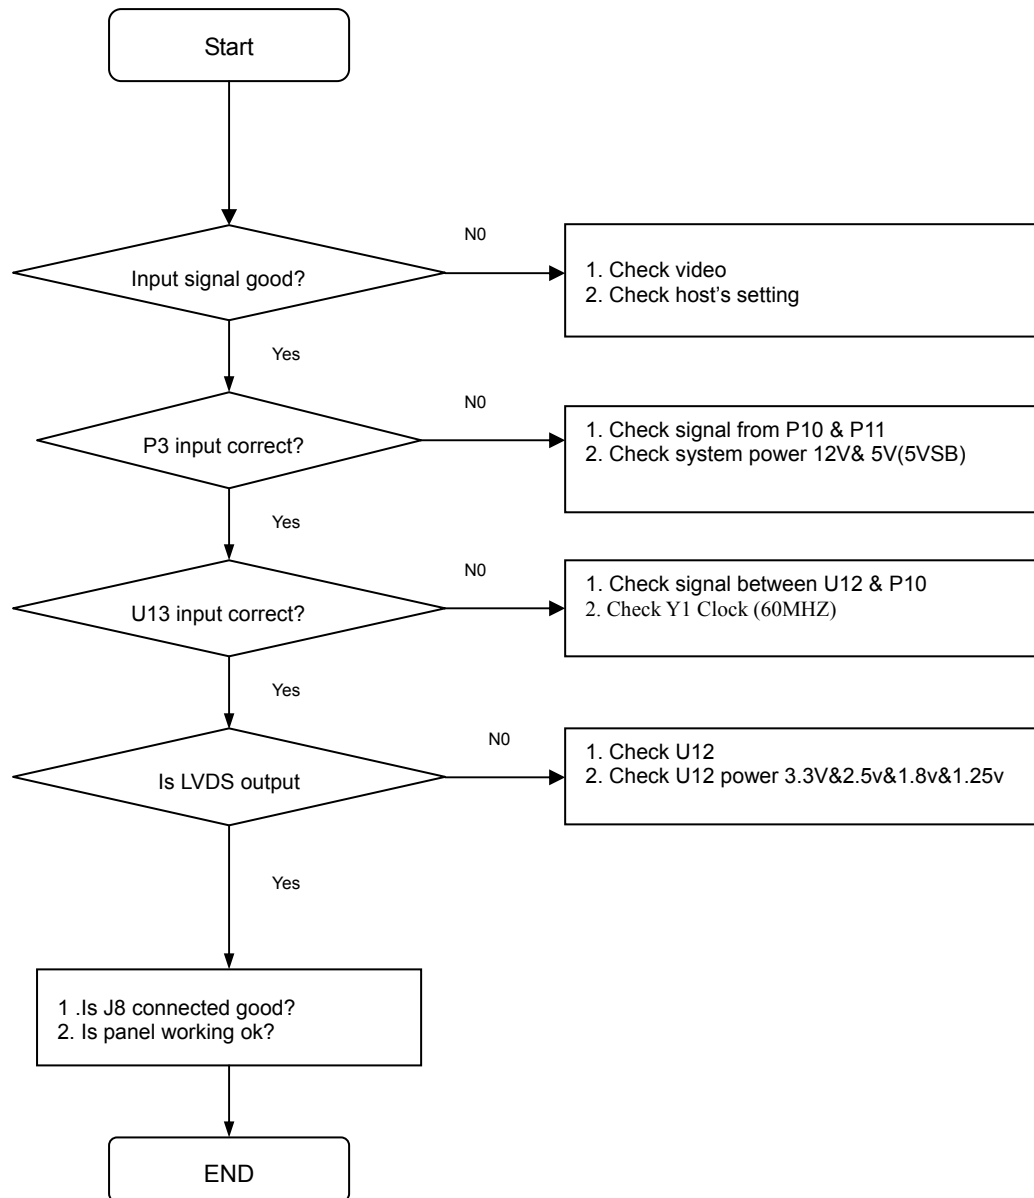 Start
N0
Input signal good?
1. Check video
2. Check host’s setting
Yes
N0
P3 input correct?
1. Check signal from P10 & P11
2. Check system power 12V& 5V(5VSB)
Yes
N0
U13 input correct?
1. Check signal between U12 & P10
2. Check Y1 Clock (60MHZ)
Yes
N0
Is LVDS output
1. Check U12
2. Check U12 power 3.3V&2.5v&1.8v&1.25v
Yes
1 .Is J8 connected good?
2. Is panel working ok?
END